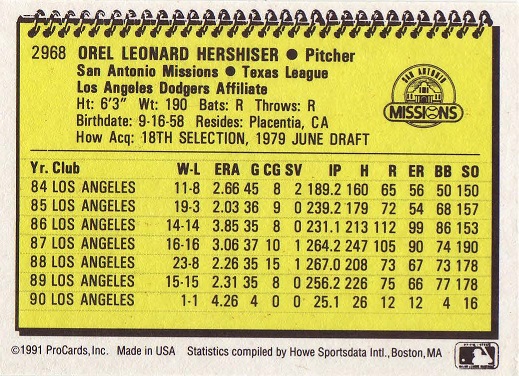 2968 OREL LEONARD HERSHISER ● Pitcher
San Antonio Missions ● Texas League
Los Angeles Dodgers Affiliate
Ht: 6'3" Wt: 190 Bats: R Throws: R
Birthdate: 9-16-58 Resides: Placentia, CA
How Acq: 18TH SELECTION, 1979 JUNE DRAFT
SAN ANTONIO
MISSIONS
Yr. Club W-L ERA G CG SV IP H R ER BB SO
84 LOS ANGELES 11-8 2.66 45 8 2 189.2 160 65 56 50 150
85 LOS ANGELES 19-3 2.03 36 9 0 239.2 179 72 54 68 157
86 LOS ANGELES 14-14 3.85 35 8 0 231.1 213 112 99 86 153
87 LOS ANGELES 16-16 3.06 37 10 1 264.2 247 105 90 74 190
88 LOS ANGELES 23-8 2.26 35 15 1 267.0 208 73 67 73 178
89 LOS ANGELES 15-15 2.31 35 8 0 256.2 226 75 66 77 178
90 LOS ANGELES 1-1 4.26 4 0 0 25.1 26 12 12 4 16
©1991 ProCards, Inc. Made in USA Statistics compiled by Howe Sportsdata Intl., Boston, MA